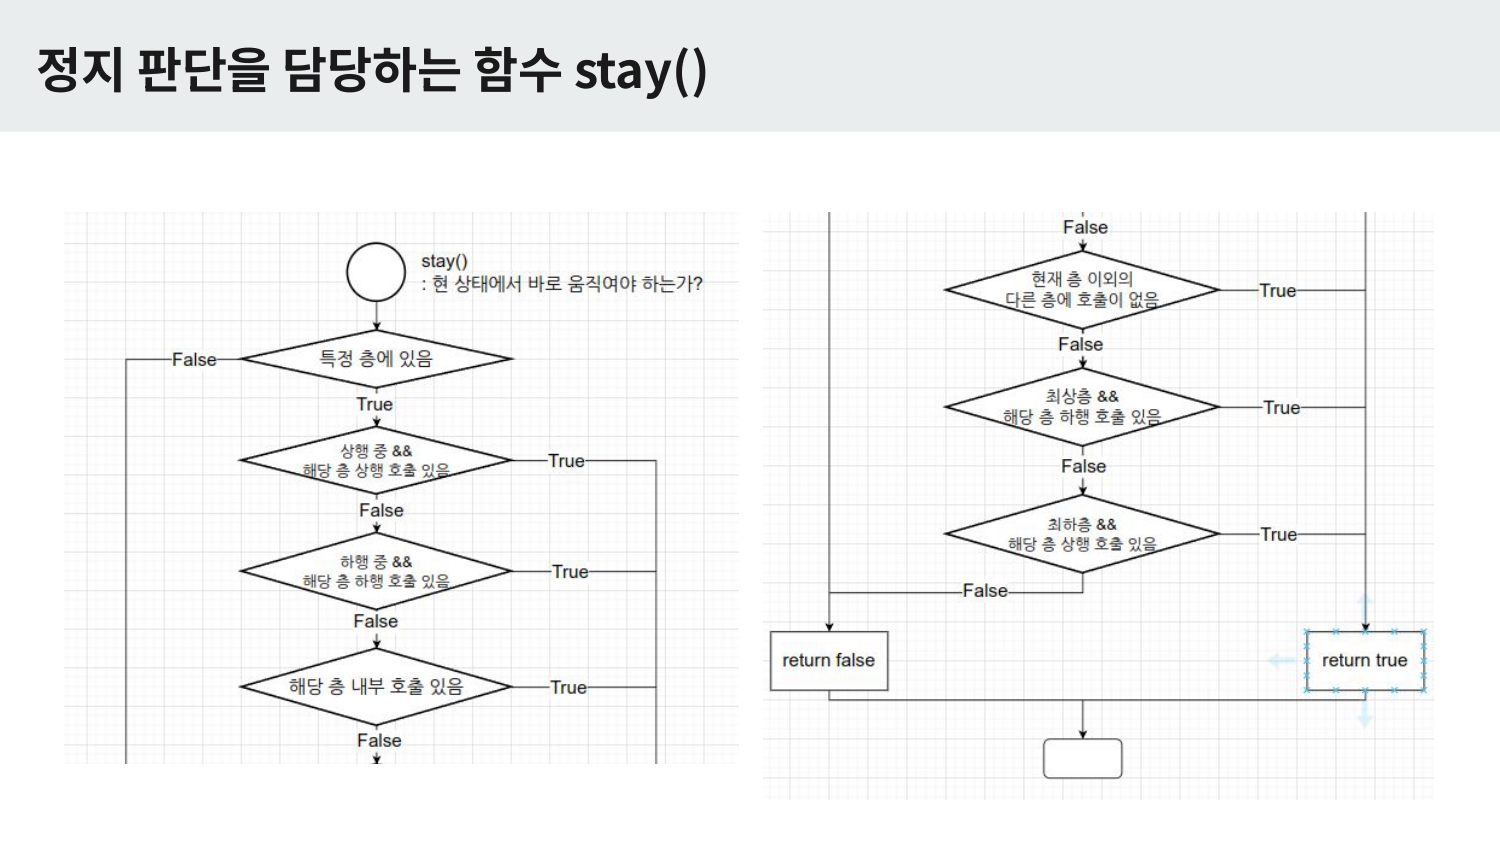 정지 판단을 담당하는 함수 stay()
stay()
: 현 상태에서 바로 움직여야 하는가?
특정 층에 있음
False
True
상행 중 &&
해당 층 상행 호출 있음
True
False
하행 중 &&
해당 층 하행 호출 있음
True
False
해당 층 내부 호출 있음
True
False
False
현재 층 이외의
다른 층에 호출이 없음
True
False
최상층 &&
해당 층 하행 호출 있음
True
False
최하층 &&
해당 층 상행 호출 있음
True
False
return false
return true